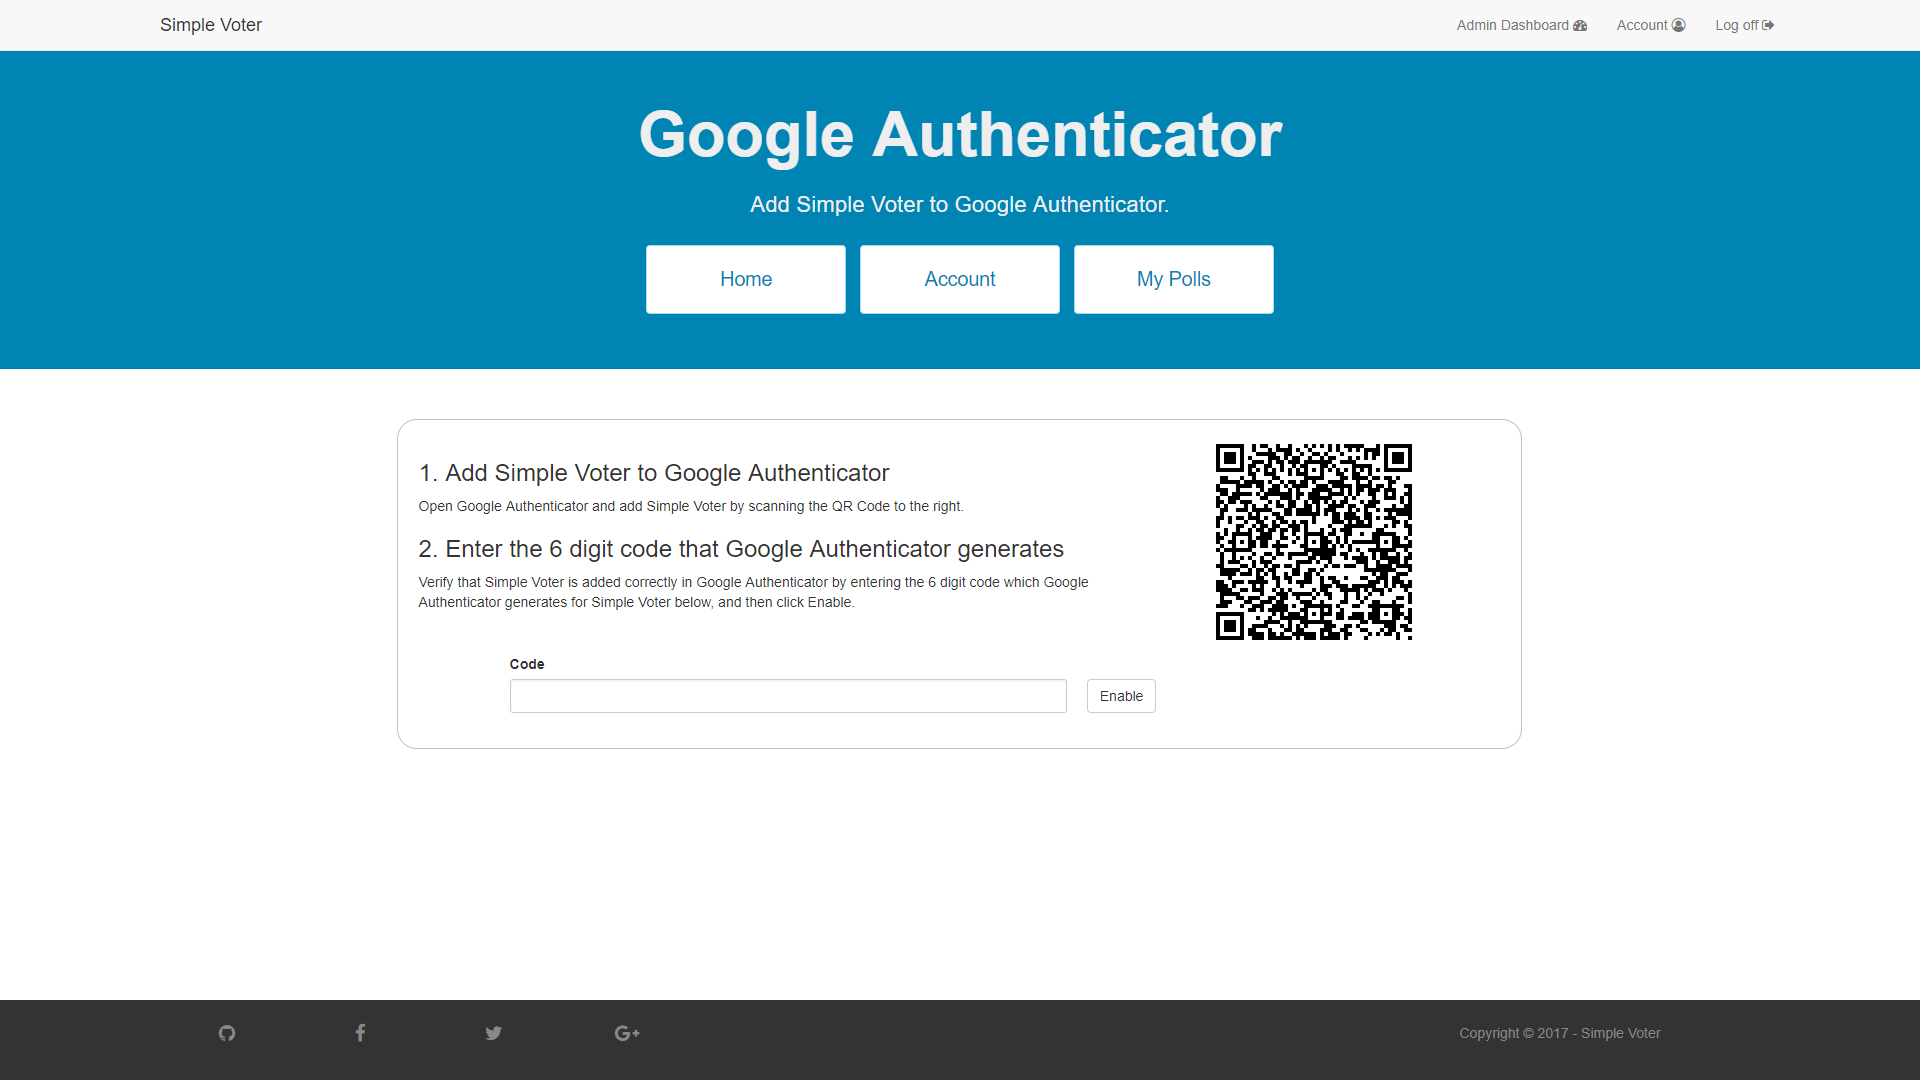 Simple Voter
Admin Dashboard
Account
Log off
Google Authenticator
Add Simple Voter to Google Authenticator.
Home
Account
My Polls
1. Add Simple Voter to Google Authenticator
Open Google Authenticator and add Simple Voter by scanning the QR Code to the right.
2. Enter the 6 digit code that Google Authenticator generates
Verify that Simple Voter is added correctly in Google Authenticator by entering the 6 digit code which Google
Authenticator generates for Simple Voter below, and then click Enable.
Code
Enable
G+
Copyright © 2017 - Simple Voter